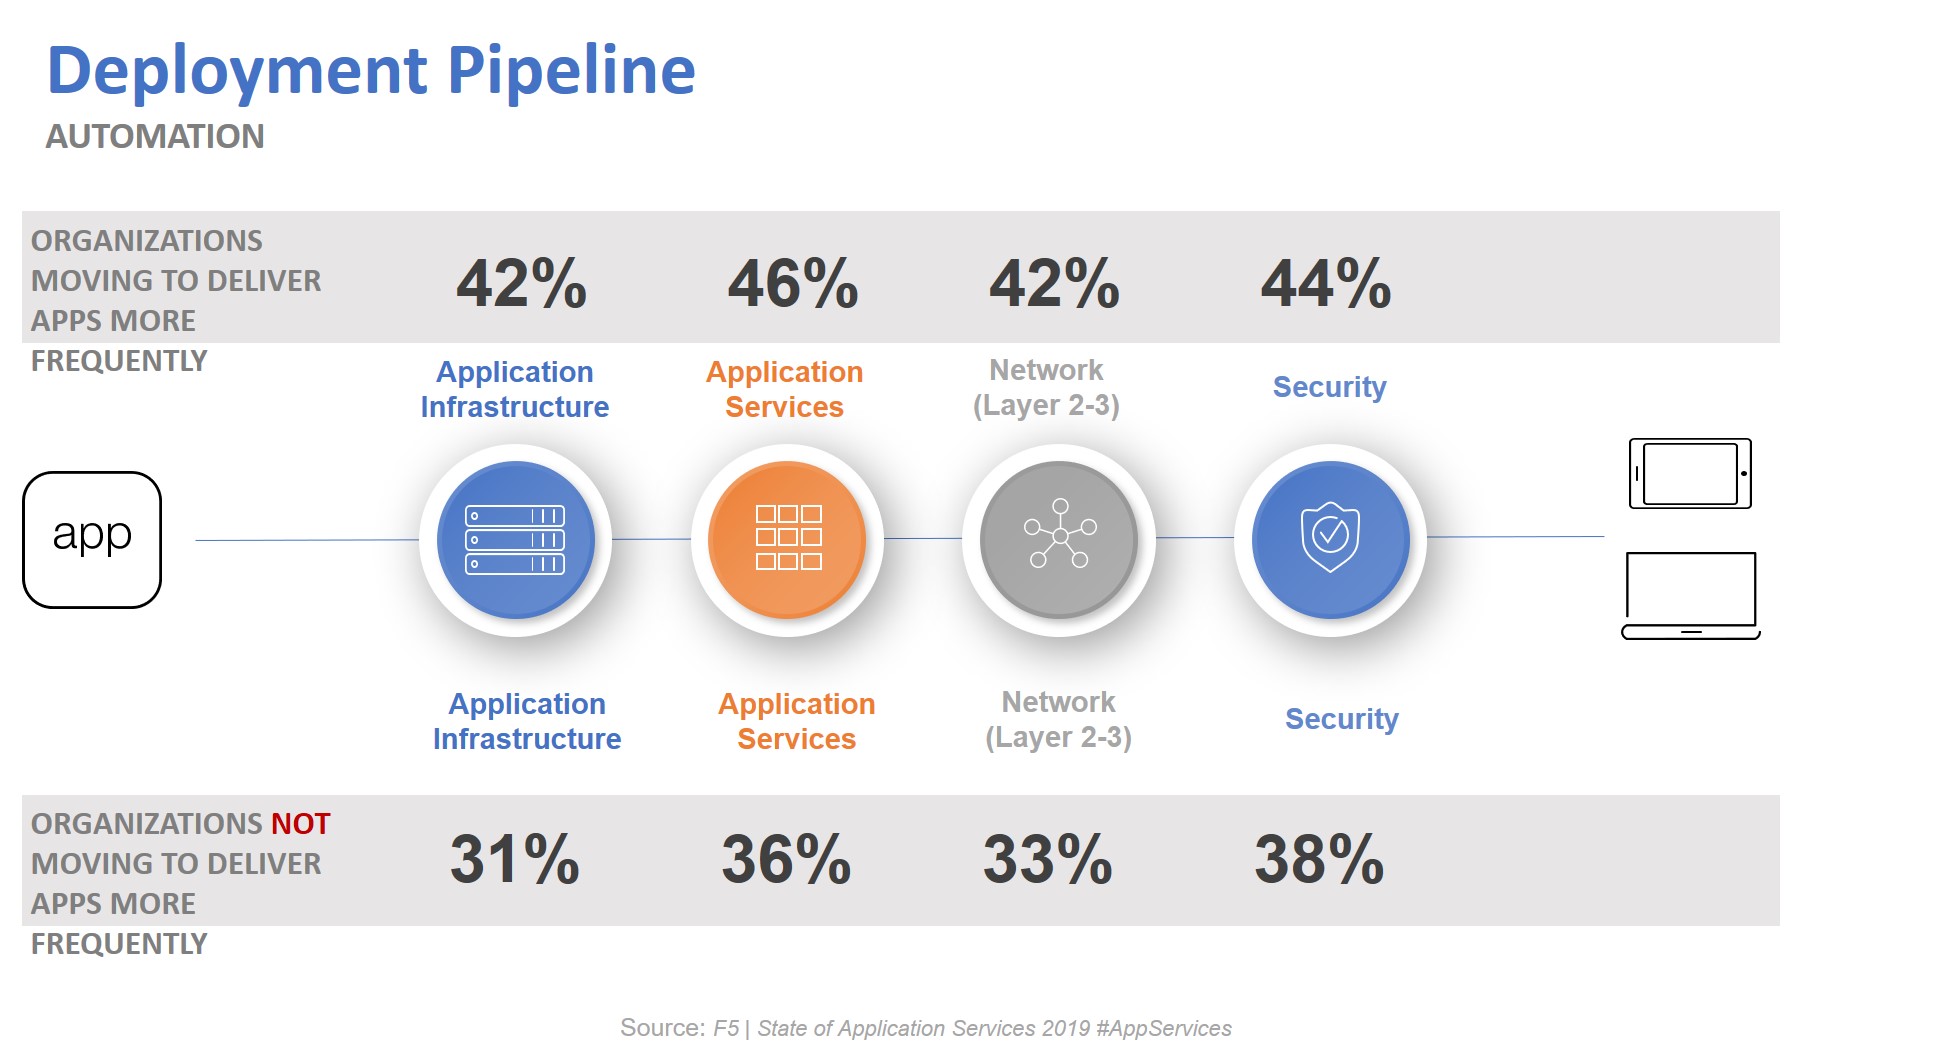 Deployment Pipeline
AUTOMATION
ORGANIZATIONS
MOVING TO DELIVER
APPS MORE
FREQUENTLY
42%
46%
42%
44%
Application
Infrastructure
Application
Services
Network
(Layer 2-3)
Security
app
Application
Infrastructure
Application
Services
Network
(Layer 2-3)
Security
ORGANIZATIONS NOT
MOVING TO DELIVER
APPS MORE
FREQUENTLY
31%
36%
33%
38%
Source: F5 | State of Application Services 2019 #AppServices